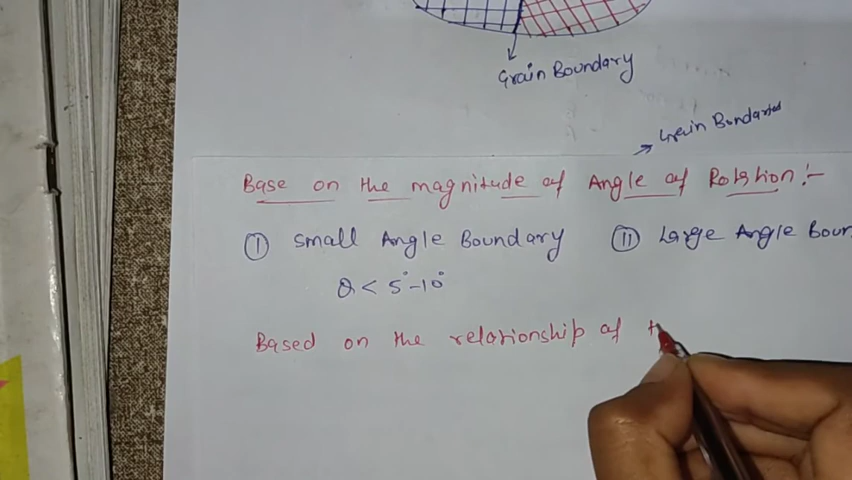 Grain Boundary
Grain Bondaries
Base on the magnitude of Angle of Rotation :-
I Small Angle Boundary II Large Angle Boun
θ < 5°-10°
Based on the relationship of t